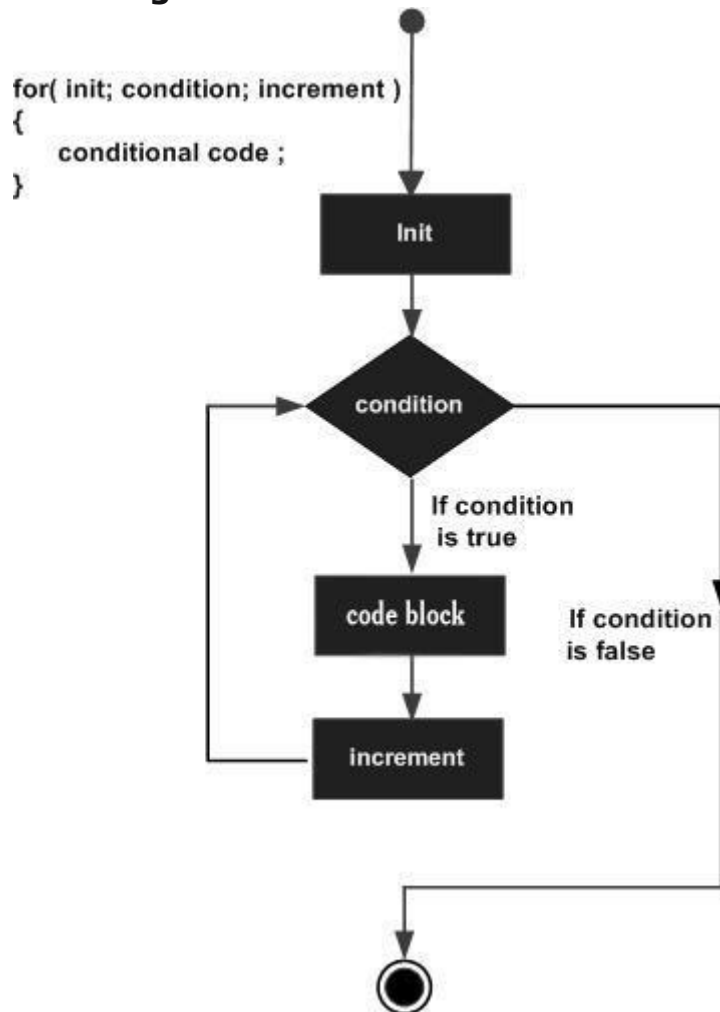 for( init; condition; increment )
{
conditional code ;
}
Init
condition
If condition
is true
code block
If condition
is false
increment